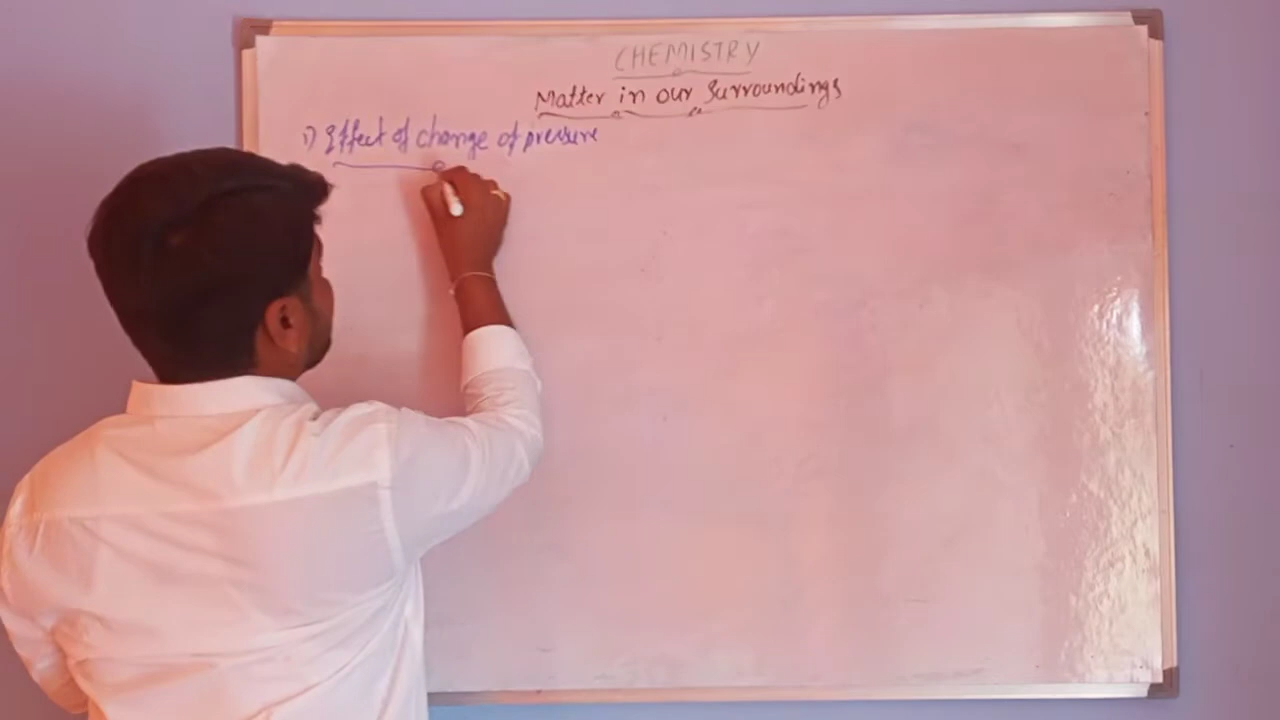 CHEMISTRY
Matter in our Surroundings
1) Effect of change of pressure